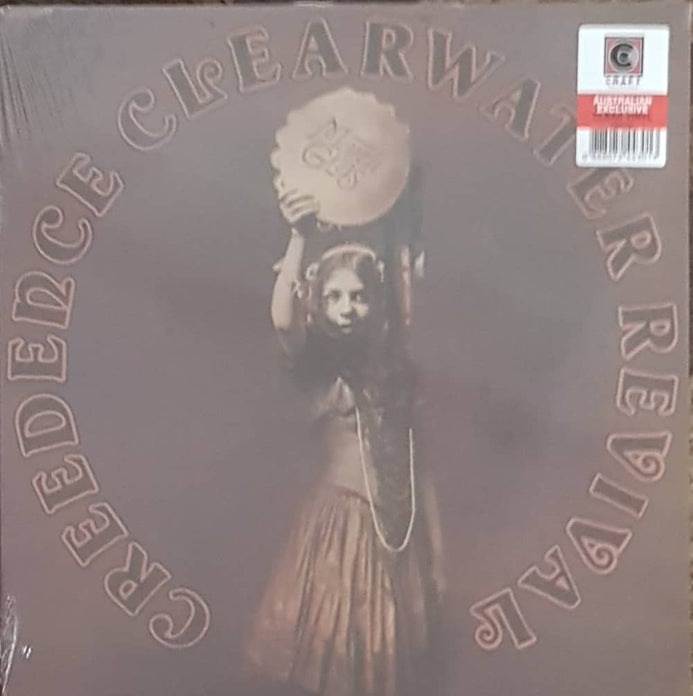 CREEDENCE CLEARWATER REVIVAL
MARDI
GRAS
CRAFT
AUSTRALIAN
EXCLUSIVE